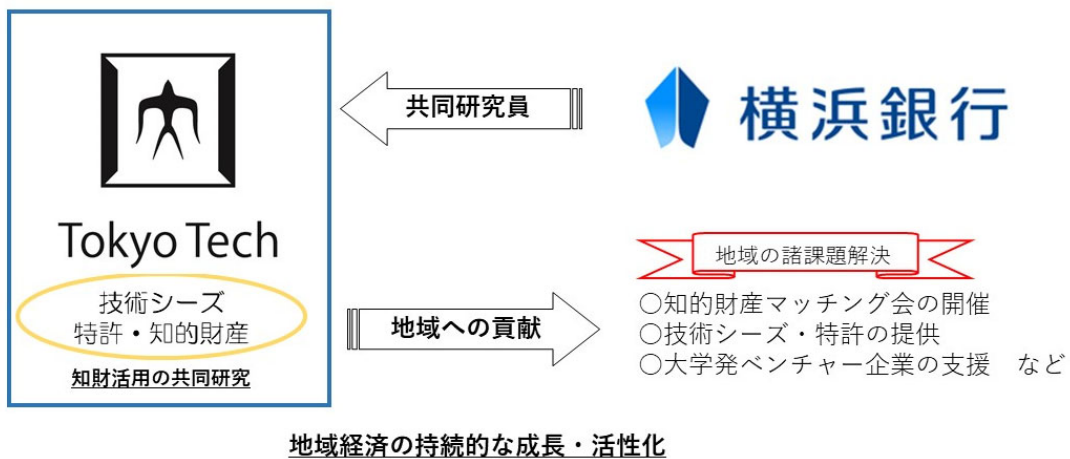 共同研究員
横浜銀行
Tokyo Tech
技術シーズ
特許・知的財産
知財活用の共同研究
地域への貢献
地域の諸課題解決
○知的財産マッチング会の開催
○技術シーズ・特許の提供
○大学発ベンチャー企業の支援　など
地域経済の持続的な成長・活性化